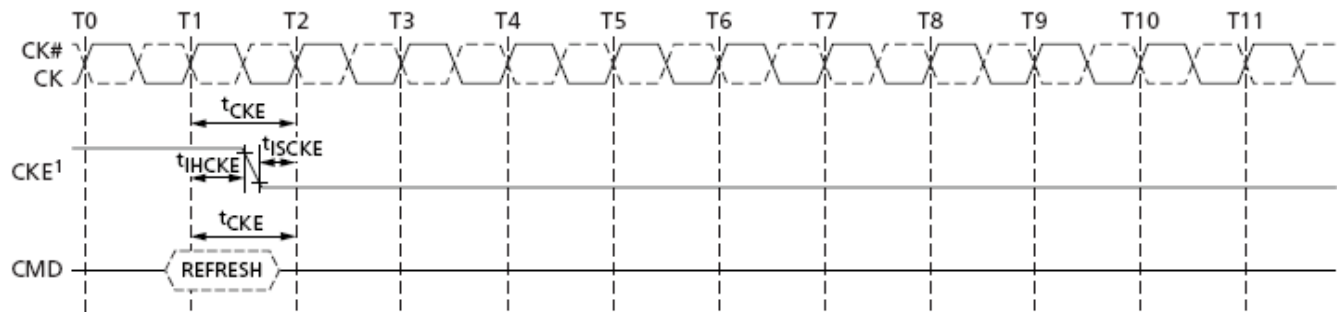 T0 T1 T2 T3 T4 T5 T6 T7 T8 T9 T10 T11
CK#
CK
tCKE
tISCKE
CKE1
tIHCKE
tCKE
CMD
REFRESH